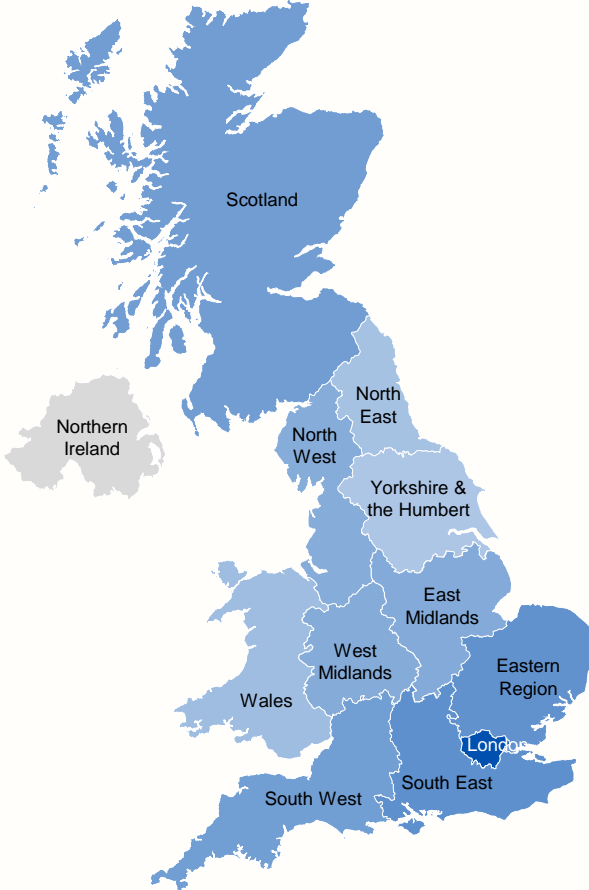 Scotland
North
East
Northern
Ireland
North
West
Yorkshire &
the Humbert
East
Midlands
West
Midlands
Eastern
Region
Wales
London
South East
South West